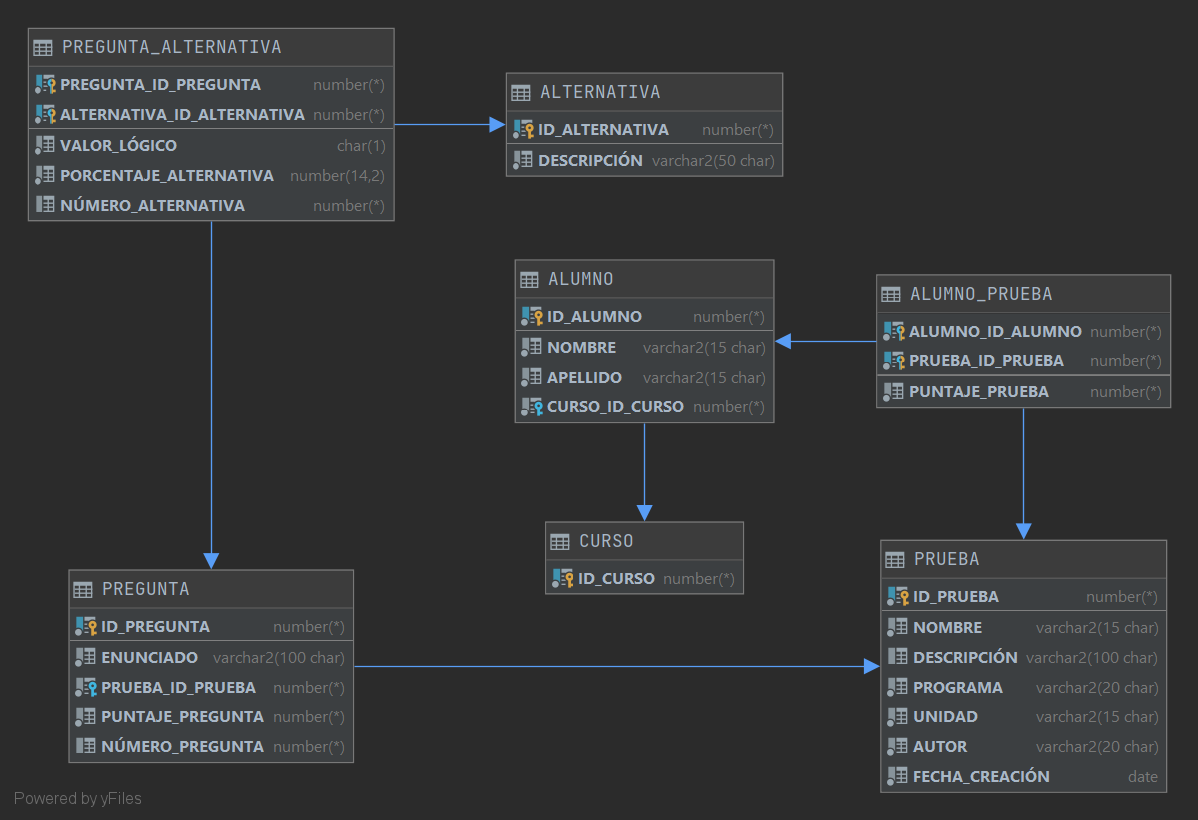 PREGUNTA_ALTERNATIVA
PREGUNTA_ID_PREGUNTA number(*)
ALTERNATIVA_ID_ALTERNATIVA number(*)
VALOR_LÓGICO char(1)
PORCENTAJE_ALTERNATIVA number(14,2)
NÚMERO_ALTERNATIVA number(*)
ALTERNATIVA
ID_ALTERNATIVA number(*)
DESCRIPCIÓN varchar2(50 char)
ALUMNO
ID_ALUMNO number(*)
NOMBRE varchar2(15 char)
APELLIDO varchar2(15 char)
CURSO_ID_CURSO number(*)
ALUMNO_PRUEBA
ALUMNO_ID_ALUMNO number(*)
PRUEBA_ID_PRUEBA number(*)
PUNTAJE_PRUEBA number(*)
CURSO
ID_CURSO number(*)
PREGUNTA
ID_PREGUNTA number(*)
ENUNCIADO varchar2(100 char)
PRUEBA_ID_PRUEBA number(*)
PUNTAJE_PREGUNTA number(*)
NÚMERO_PREGUNTA number(*)
PRUEBA
ID_PRUEBA number(*)
NOMBRE varchar2(15 char)
DESCRIPCIÓN varchar2(100 char)
PROGRAMA varchar2(20 char)
UNIDAD varchar2(15 char)
AUTOR varchar2(20 char)
FECHA_CREACIÓN date
Powered by yFiles